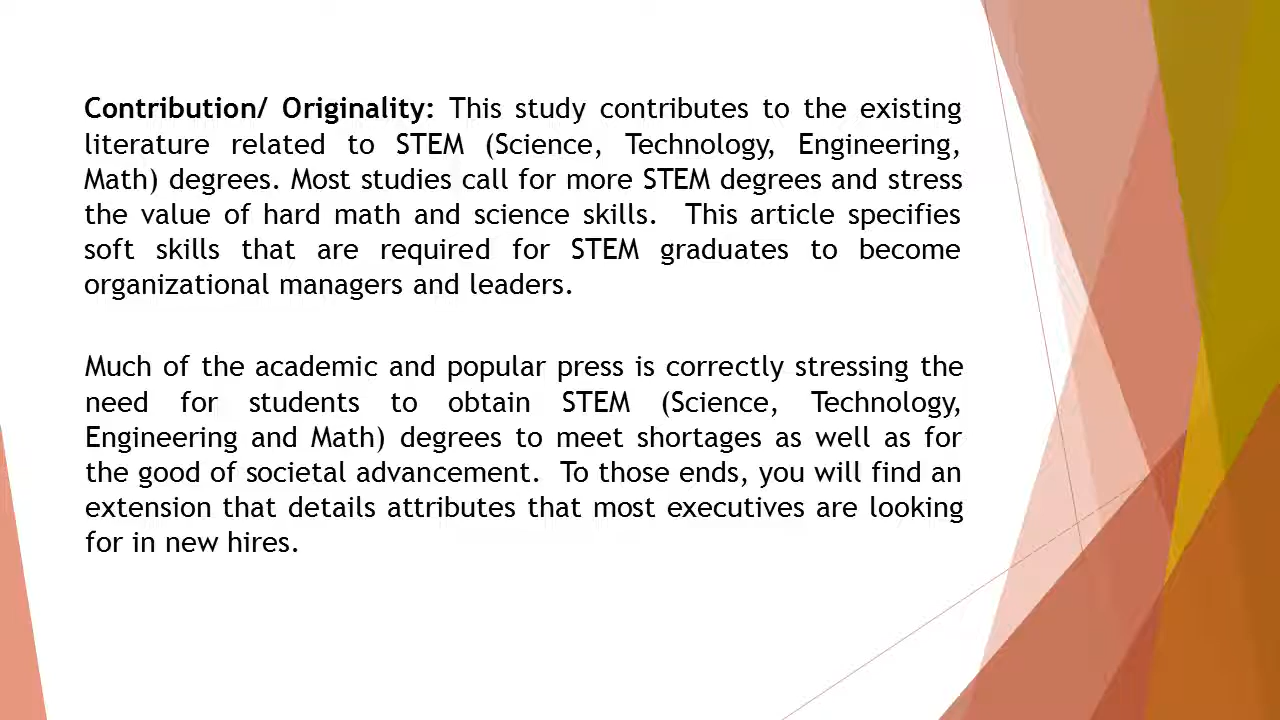 Contribution/ Originality: This study contributes to the existing
literature related to STEM (Science, Technology, Engineering,
Math) degrees. Most studies call for more STEM degrees and stress
the value of hard math and science skills.  This article specifies
soft skills that are required for STEM graduates to become
organizational managers and leaders.
Much of the academic and popular press is correctly stressing the
need for students to obtain STEM (Science, Technology,
Engineering and Math) degrees to meet shortages as well as for
the good of societal advancement.  To those ends, you will find an
extension that details attributes that most executives are looking
for in new hires.